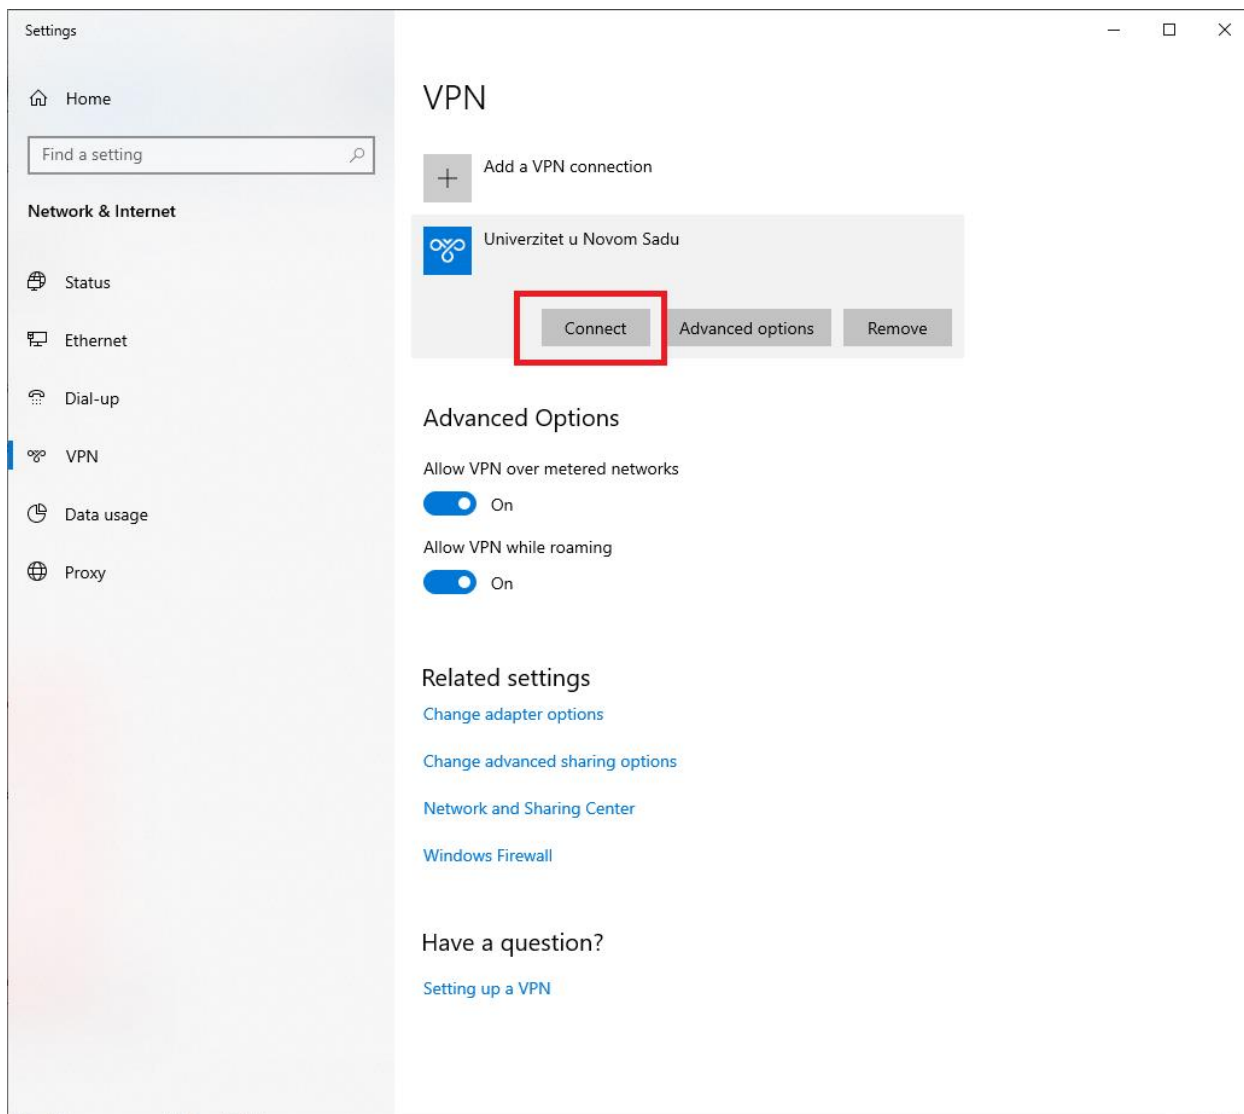 Settings
Home
Find a setting
Network & Internet
Status
Ethernet
Dial-up
VPN
Data usage
Proxy
VPN
Add a VPN connection
Univerzitet u Novom Sadu
Connect Advanced options Remove
Advanced Options
Allow VPN over metered networks
On
Allow VPN while roaming
On
Related settings
Change adapter options
Change advanced sharing options
Network and Sharing Center
Windows Firewall
Have a question?
Setting up a VPN